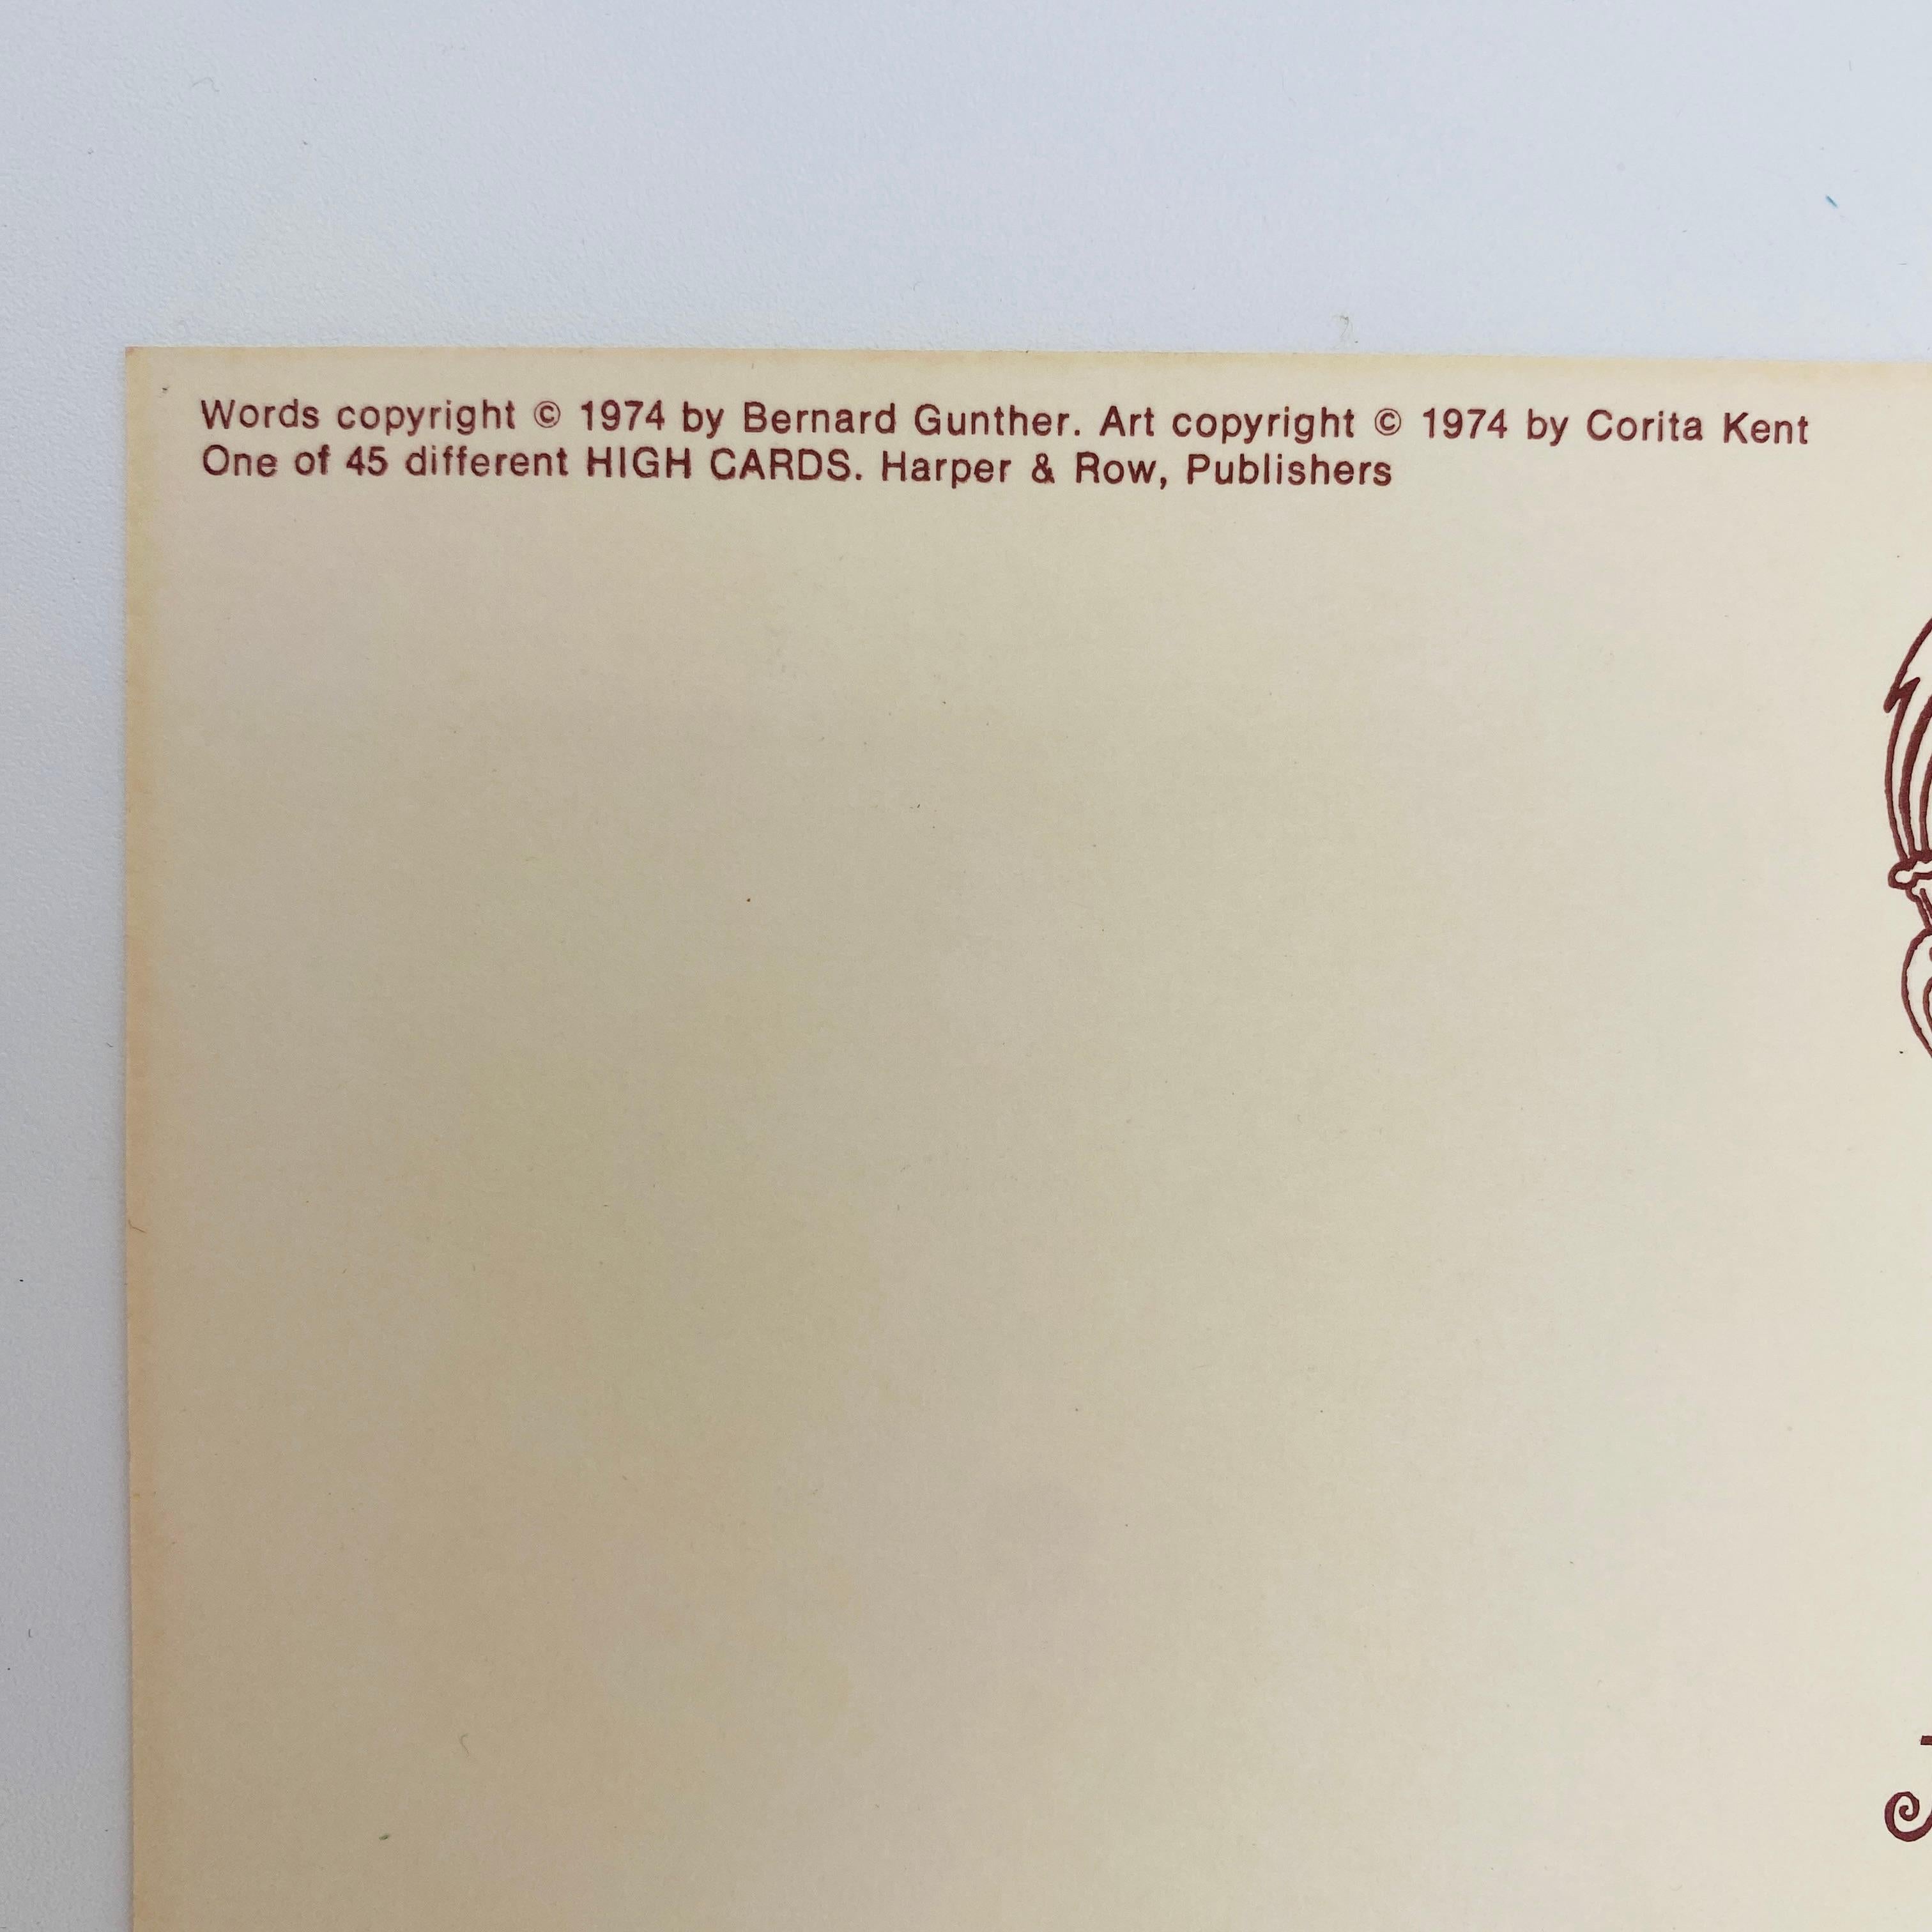 Words copyright © 1974 by Bernard Gunther. Art copyright © 1974 by Corita Kent
One of 45 different HIGH CARDS. Harper & Row, Publishers